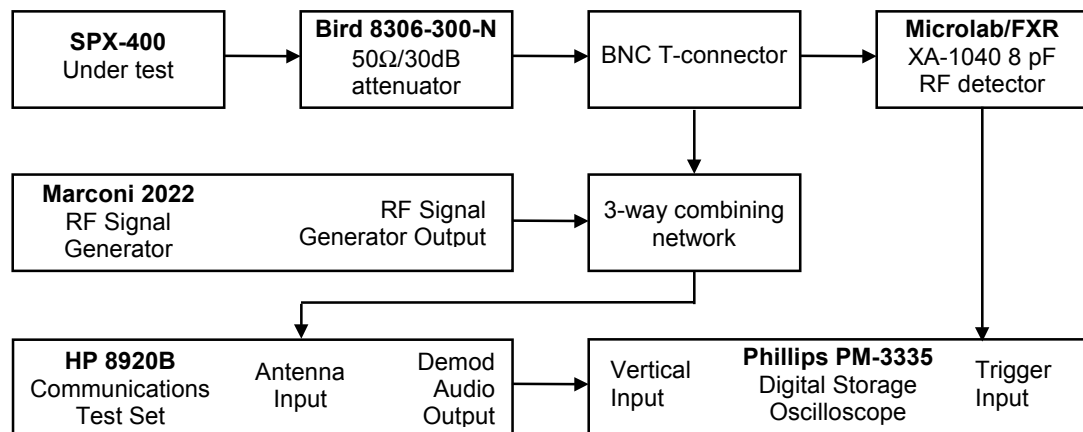 SPX-400
Under test
Bird 8306-300-N
50Ω/30dB
attenuator
BNC T-connector
Microlab/FXR
XA-1040 8 pF
RF detector
Marconi 2022
RF Signal
Generator
RF Signal
Generator Output
3-way combining
network
HP 8920B
Communications
Test Set
Antenna
Input
Demod
Audio
Output
Vertical
Input
Phillips PM-3335
Digital Storage
Oscilloscope
Trigger
Input